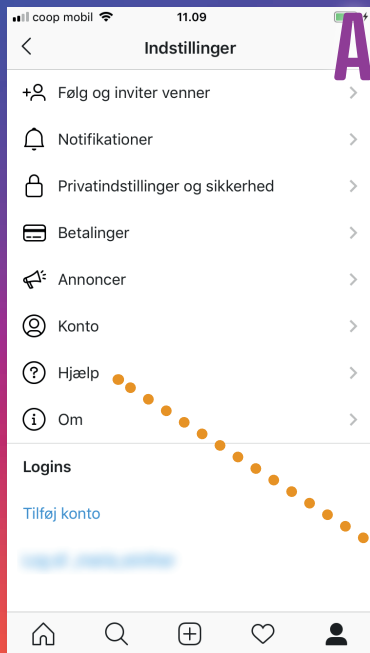 coop mobil
11.09
A
Indstillinger
Følg og inviter venner
Notifikationer
Privatindstillinger og sikkerhed
Betalinger
Annoncer
Konto
Hjælp
Om
Logins
Tilføj konto